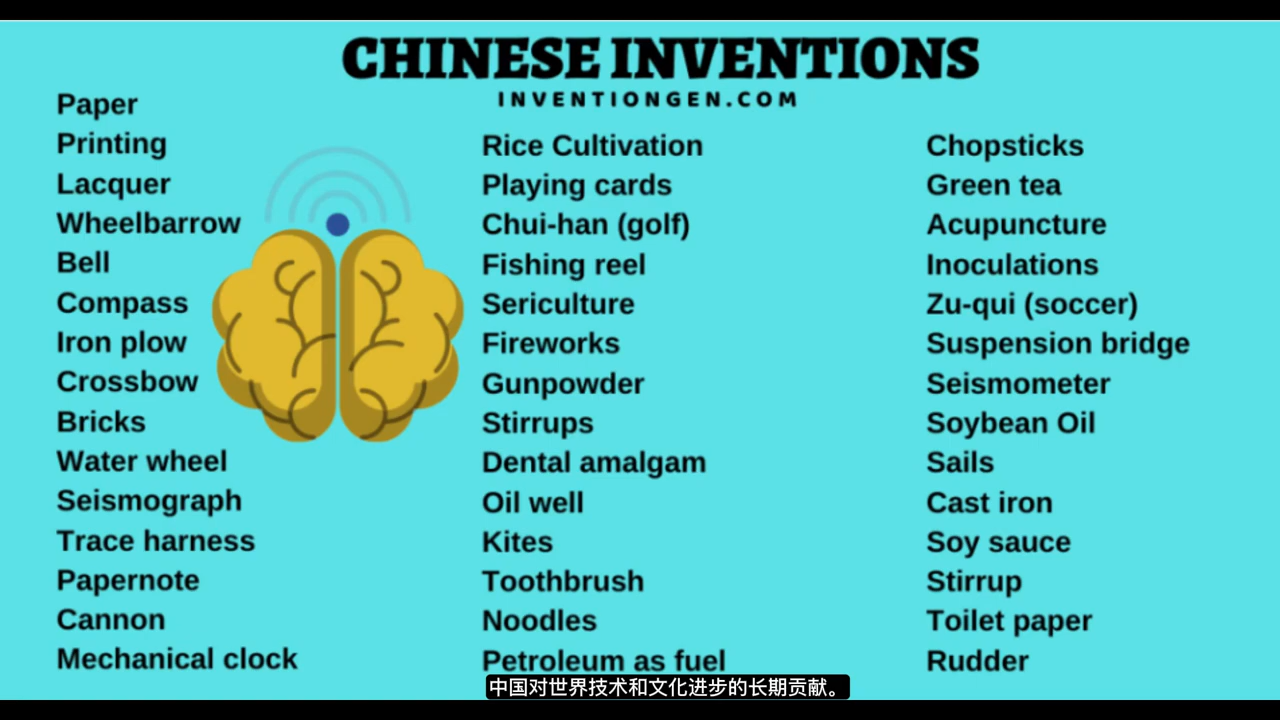 CHINESE INVENTIONS
INVENTIONGEN.COM
Paper
Printing
Lacquer
Wheelbarrow
Bell
Compass
Iron plow
Crossbow
Bricks
Water wheel
Seismograph
Trace harness
Papernote
Cannon
Mechanical clock
Rice Cultivation
Playing cards
Chui-han (golf)
Fishing reel
Sericulture
Fireworks
Gunpowder
Stirrups
Dental amalgam
Oil well
Kites
Toothbrush
Noodles
Petroleum as fuel
Chopsticks
Green tea
Acupuncture
Inoculations
Zu-qui (soccer)
Suspension bridge
Seismometer
Soybean Oil
Sails
Cast iron
Soy sauce
Stirrup
Toilet paper
Rudder
中国对世界技术和文化进步的长期贡献。